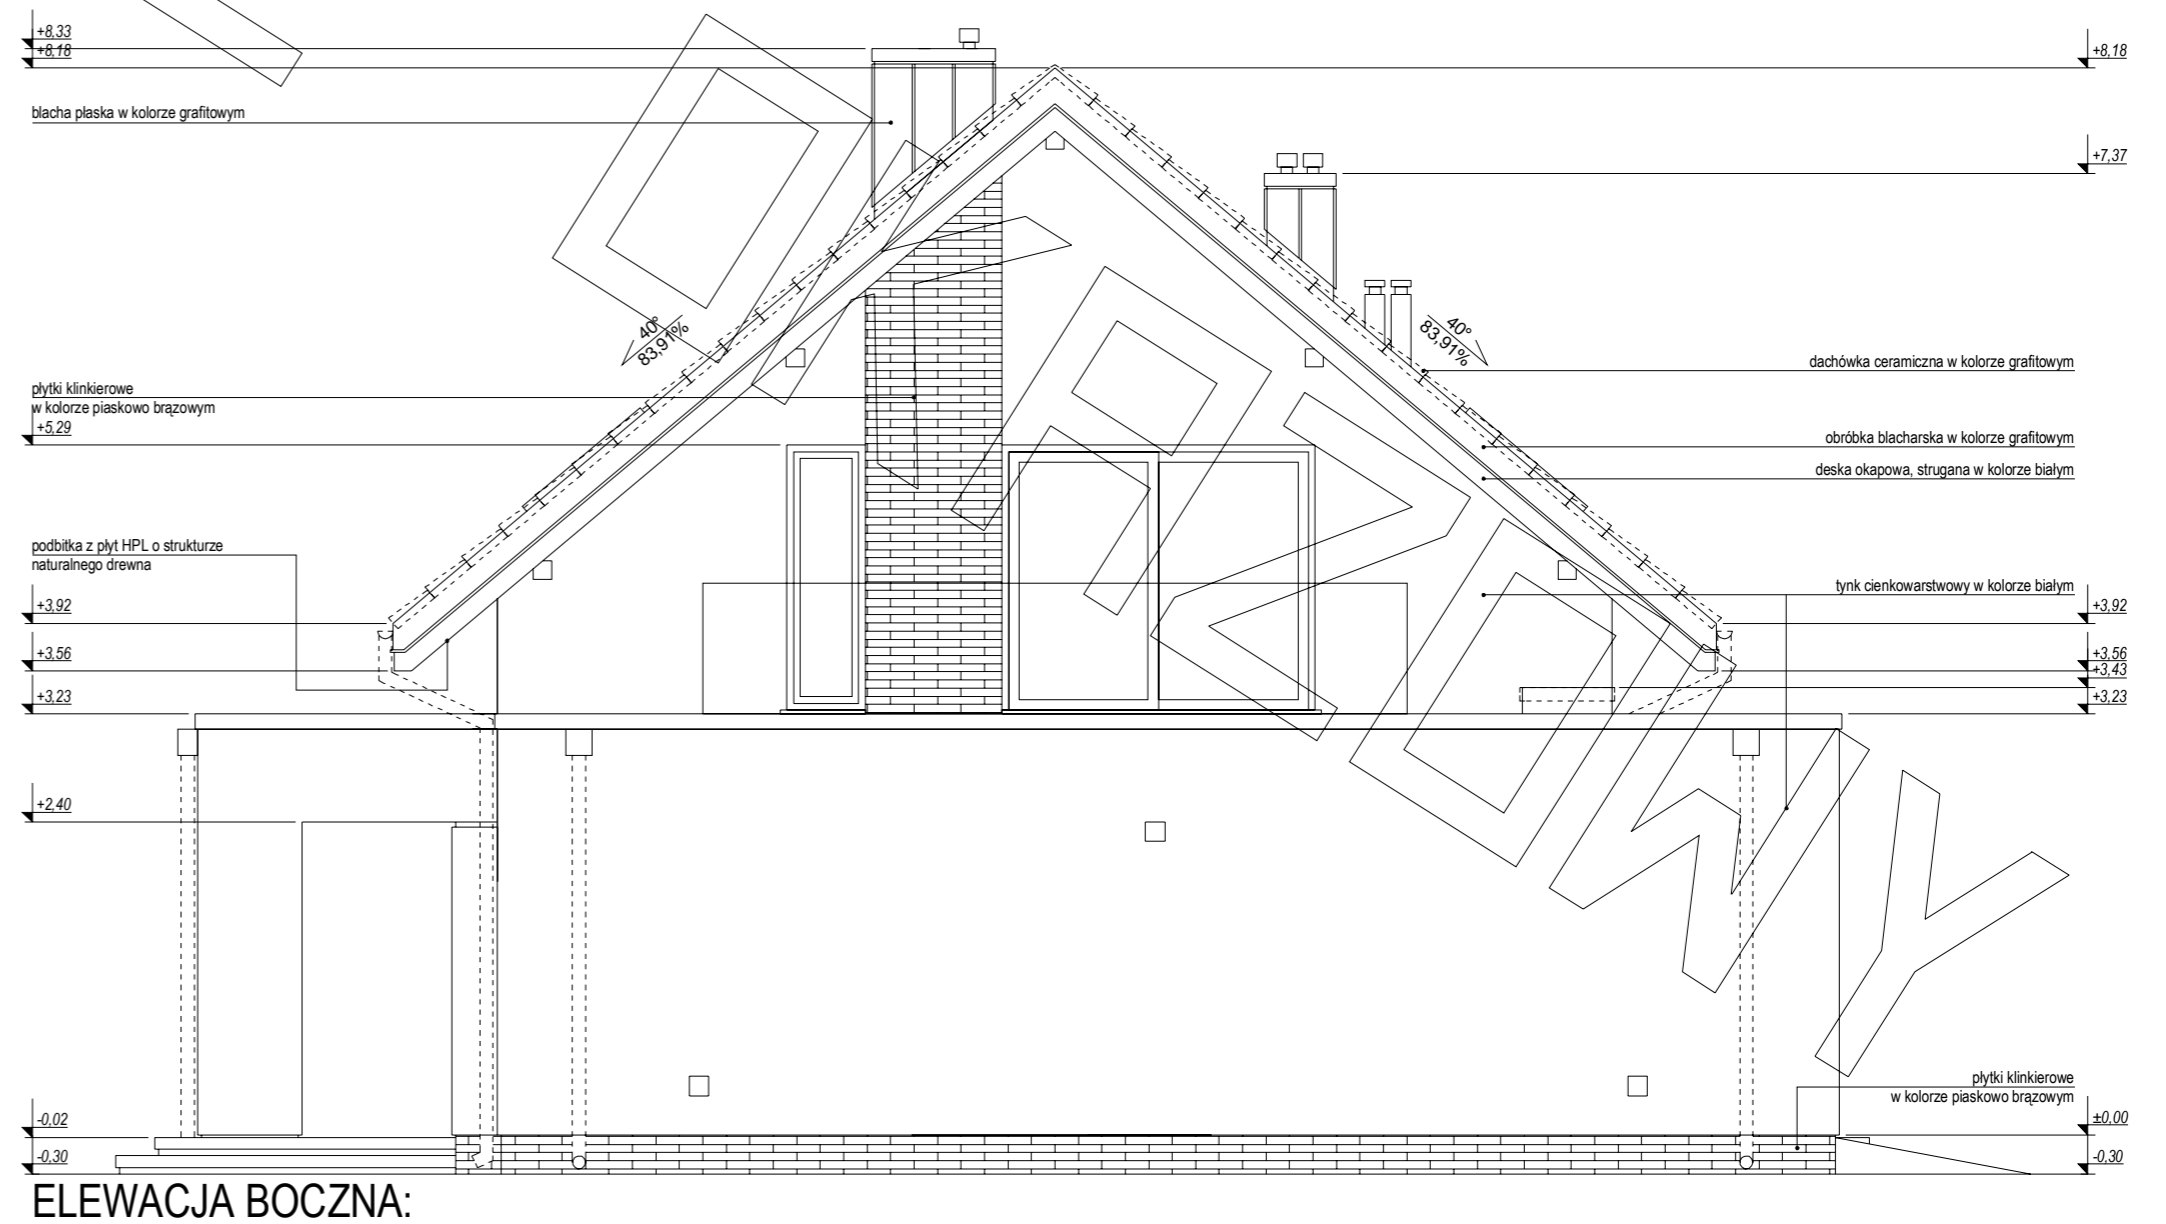 +8,33
+8,18
+8,18
blacha płaska w kolorze grafitowym
+7,37
40°
83,91%
40°
83,91%
dachówka ceramiczna w kolorze grafitowym
płytki klinkierowe
w kolorze piaskowo brązowym
+5,29
obróbka blacharska w kolorze grafitowym
deska okapowa, strugana w kolorze białym
podbitka z płyt HPL o strukturze
naturalnego drewna
tynk cienkowarstwowy w kolorze białym
+3,92
+3,92
+3,56
+3,56
+3,43
+3,23
+3,23
+2,40
płytki klinkierowe
w kolorze piaskowo brązowym
-0,02
±0,00
-0,30
-0,30
ELEWACJA BOCZNA: